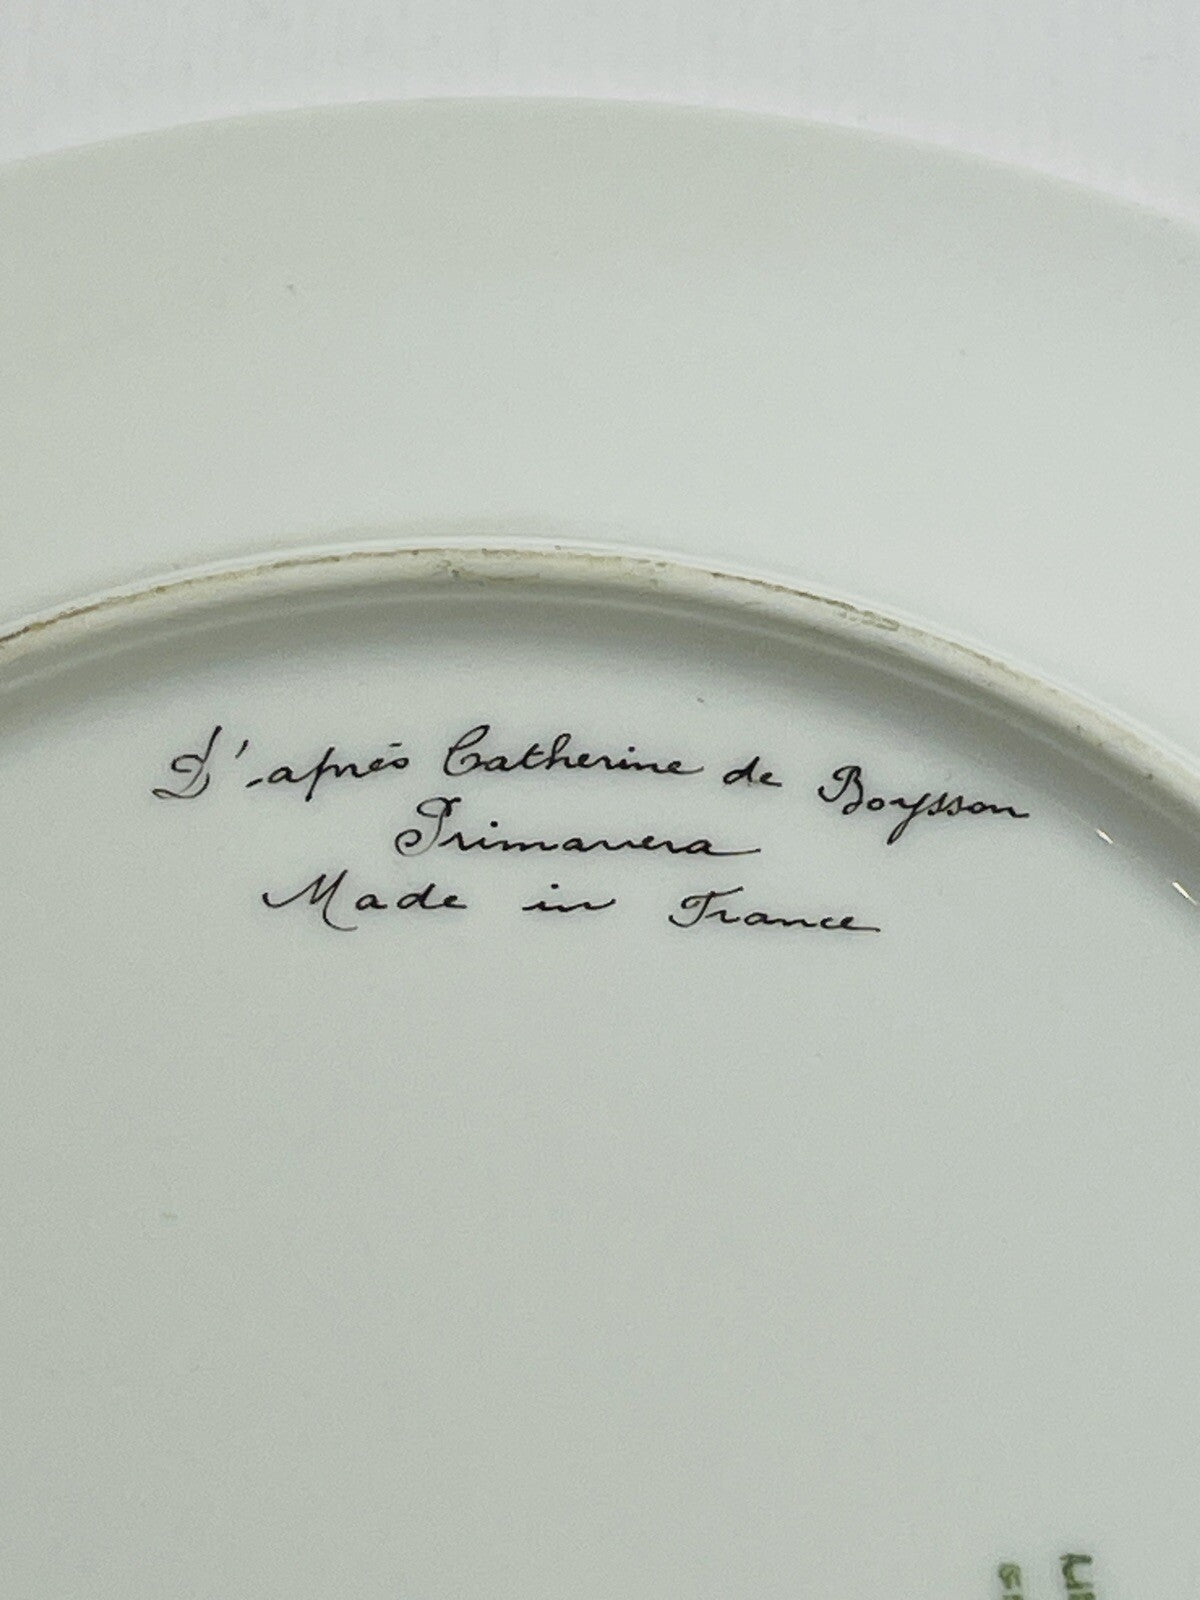 D'après Catherine de Boysson
Primavera
Made in France